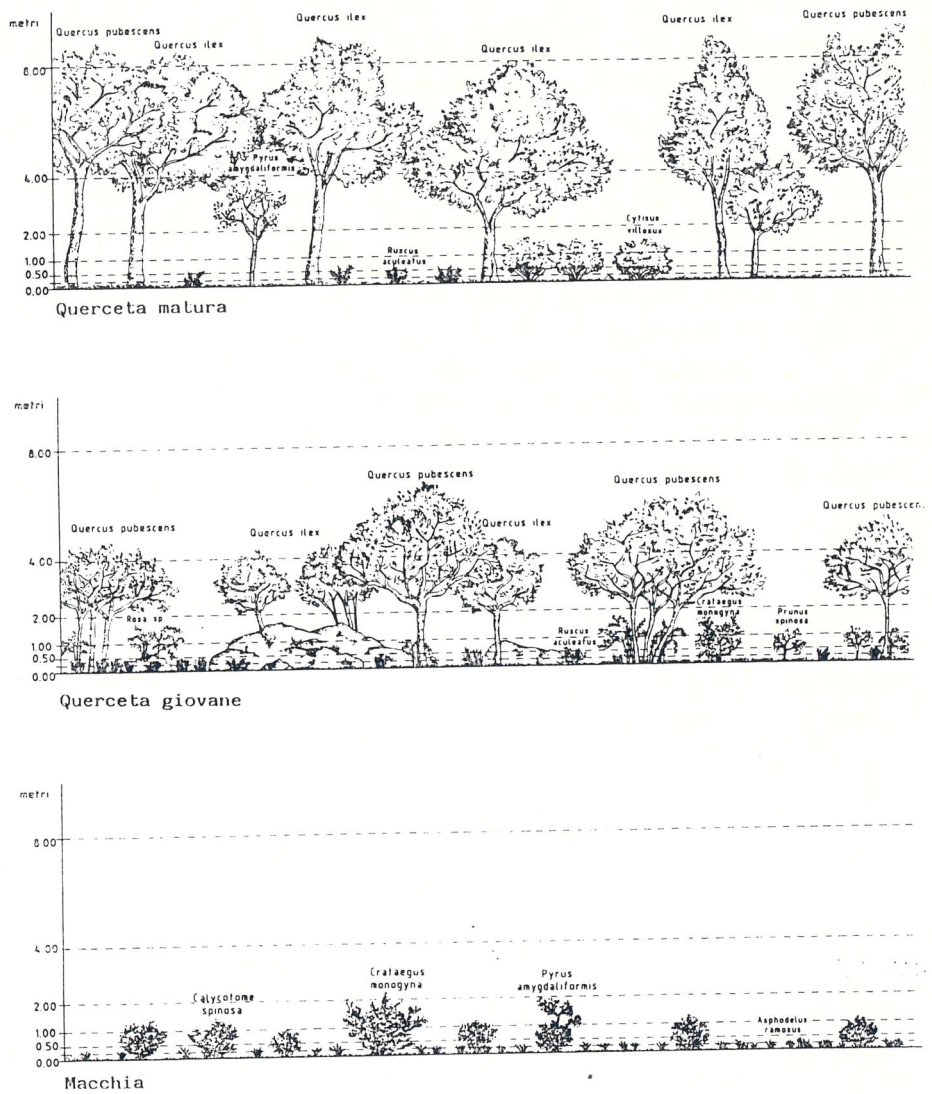 metri
Quercus ilex
Quercus ilex
Quercus pubescens
Quercus pubescens
Quercus ilex
Quercus ilex
8.00
Pyrus
amygdaliformis
4.00
Cytisus
villosus
2.00
Ruscus
aculeatus
1.00
0.50
0.00
Querceta matura
metri
8.00
Quercus pubescens
Quercus pubescens
Quercus pubescens
Quercus ilex
Quercus ilex
Quercus pubescen.
4.00
Crataegus
monogyna
Prunus
spinosa
2.00
Rosa sp
Ruscus
aculeatus
1.00
0.50
0.00
Querceta giovane
metri
8.00
4.00
Crataegus
monogyna
Pyrus
amygdaliformis
Calycotome
spinosa
2.00
Asphodelus
ramosus
1.00
0.50
0.00
Macchia